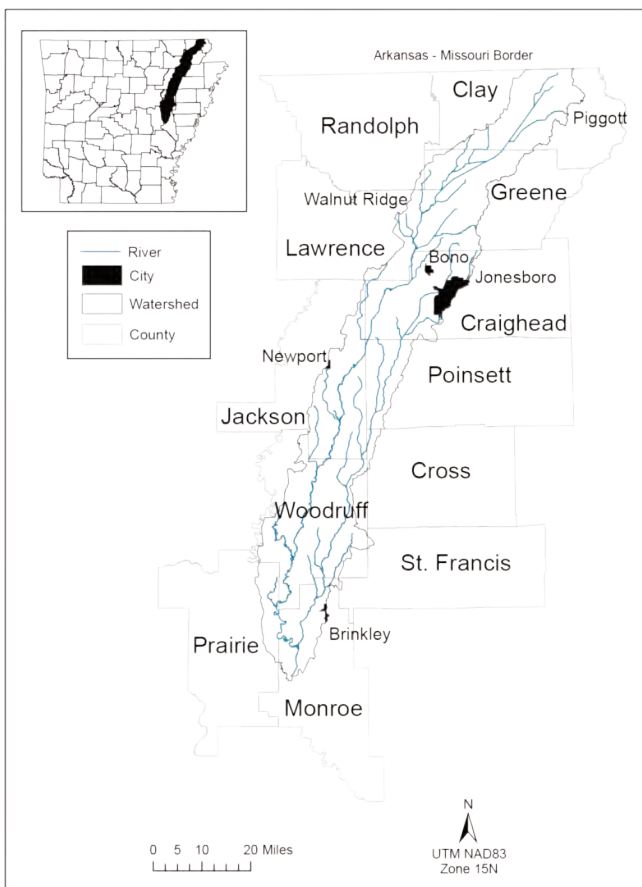 Arkansas - Missouri Border
Clay
Piggott
Randolph
Greene
Walnut Ridge
Lawrence
Bono
Jonesboro
Craighead
River
City
Watershed
County
Newport
Poinsett
Jackson
Cross
Woodruff
St. Francis
Brinkley
Prairie
Monroe
N
0 5 10 20 Miles
UTM NAD83
Zone 15N